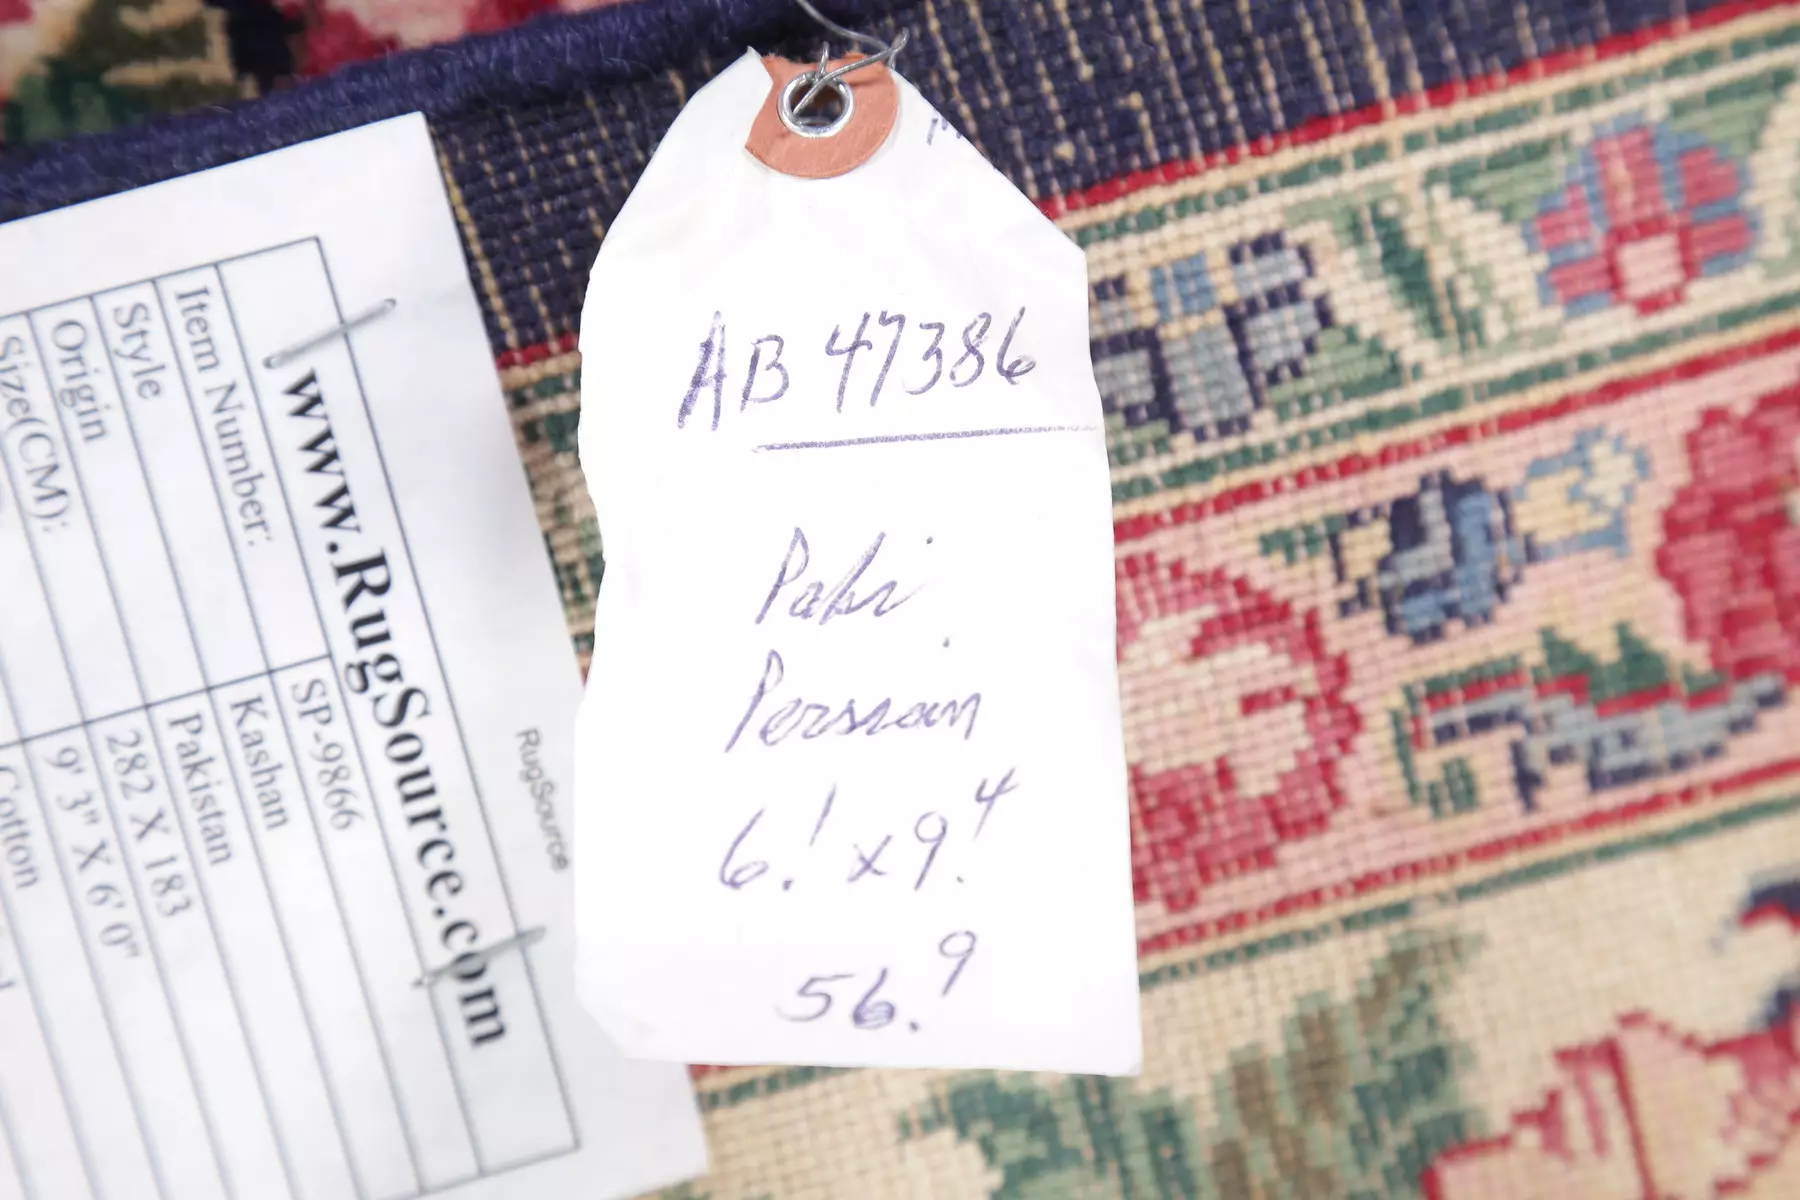 www.RugSource.com
Item Number: SP-9866
Style Kashan
Origin Pakistan
Size(CM): 282 X 183
9' 3" X 6' 0"
Cotton
RugSource
AB 47386
Paki
Persian
6.1 x 9.4
56.9